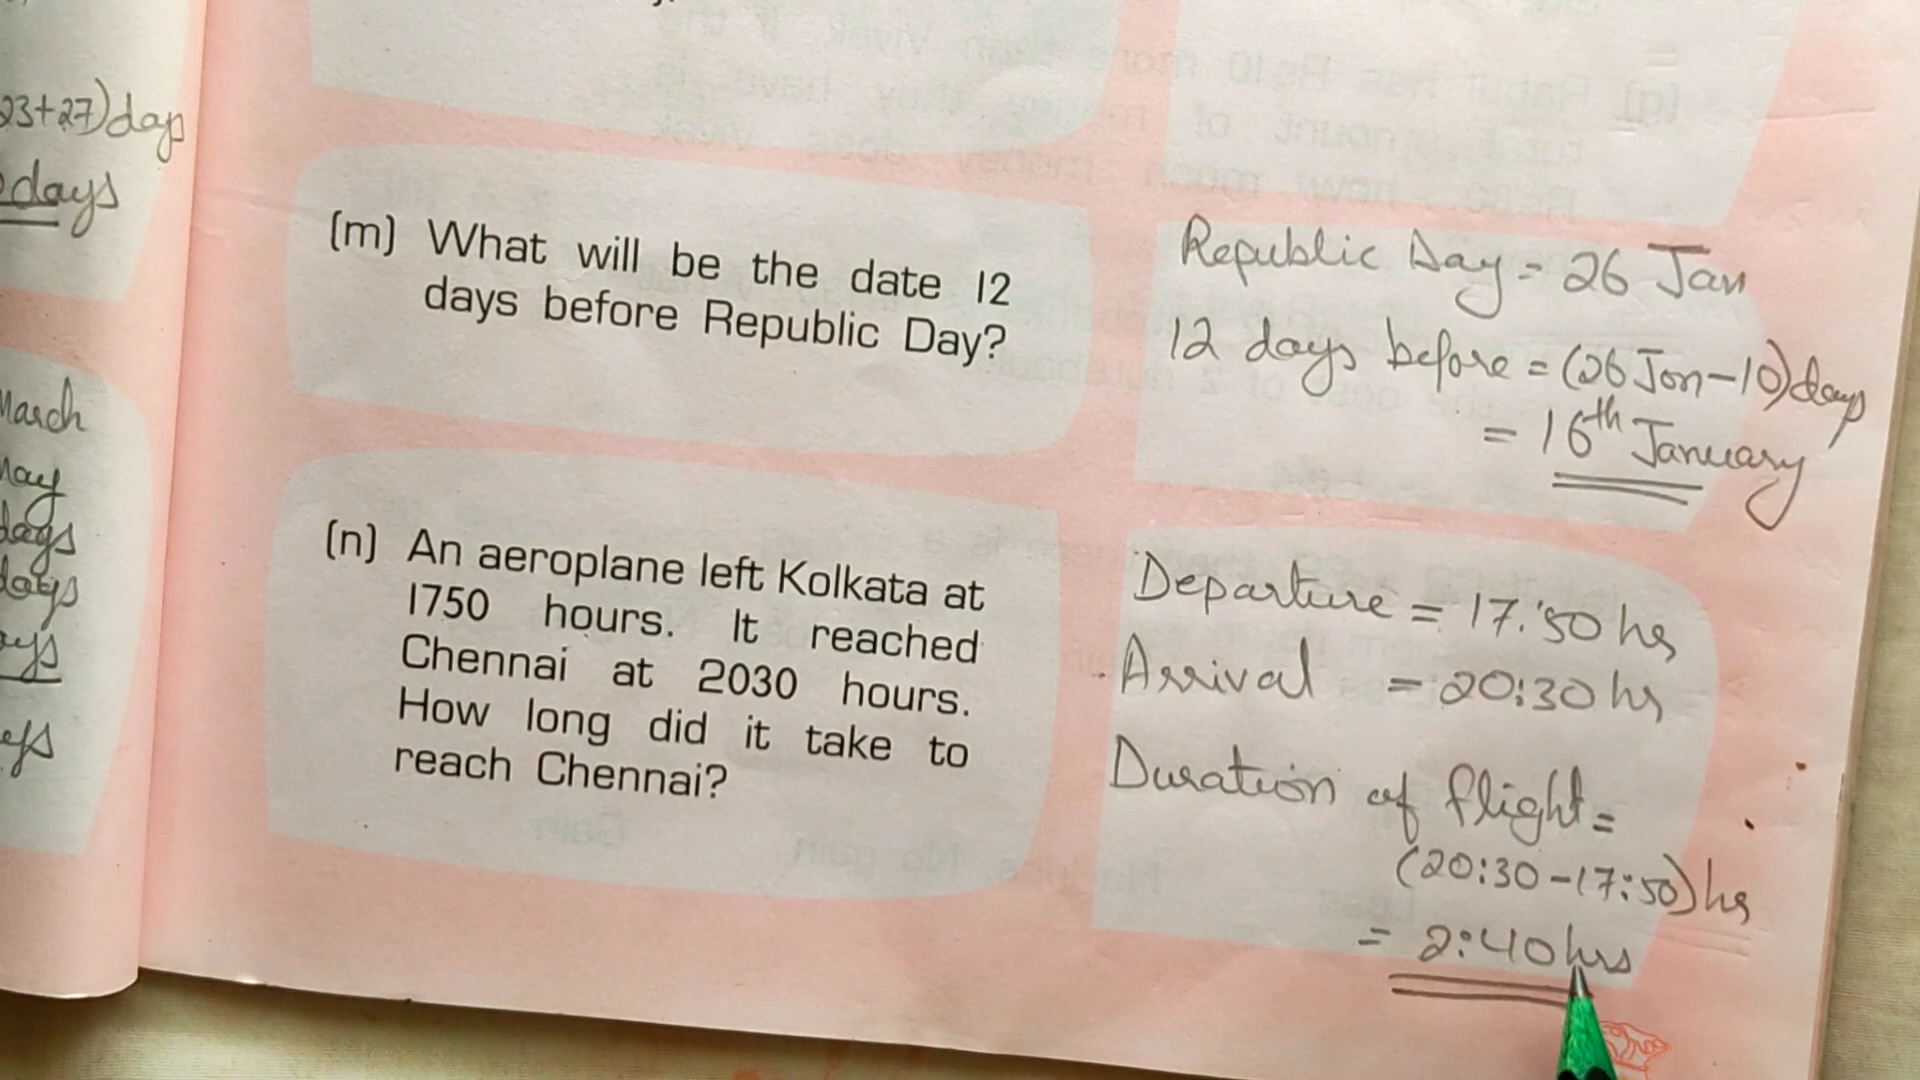 23+27) days
days
March
May
days
days
(m) What will be the date 12
days before Republic Day?
Republic Day = 26 Jan
12 days before = (26 Jan - 10) days
= 16th January
(n) An aeroplane left Kolkata at
1750 hours. It reached
Chennai at 2030 hours.
How long did it take to
reach Chennai?
Departure = 17:50 hrs
Arrival = 20:30 hrs
Duration of flight =
(20:30 - 17:50) hrs
= 2:40 hrs